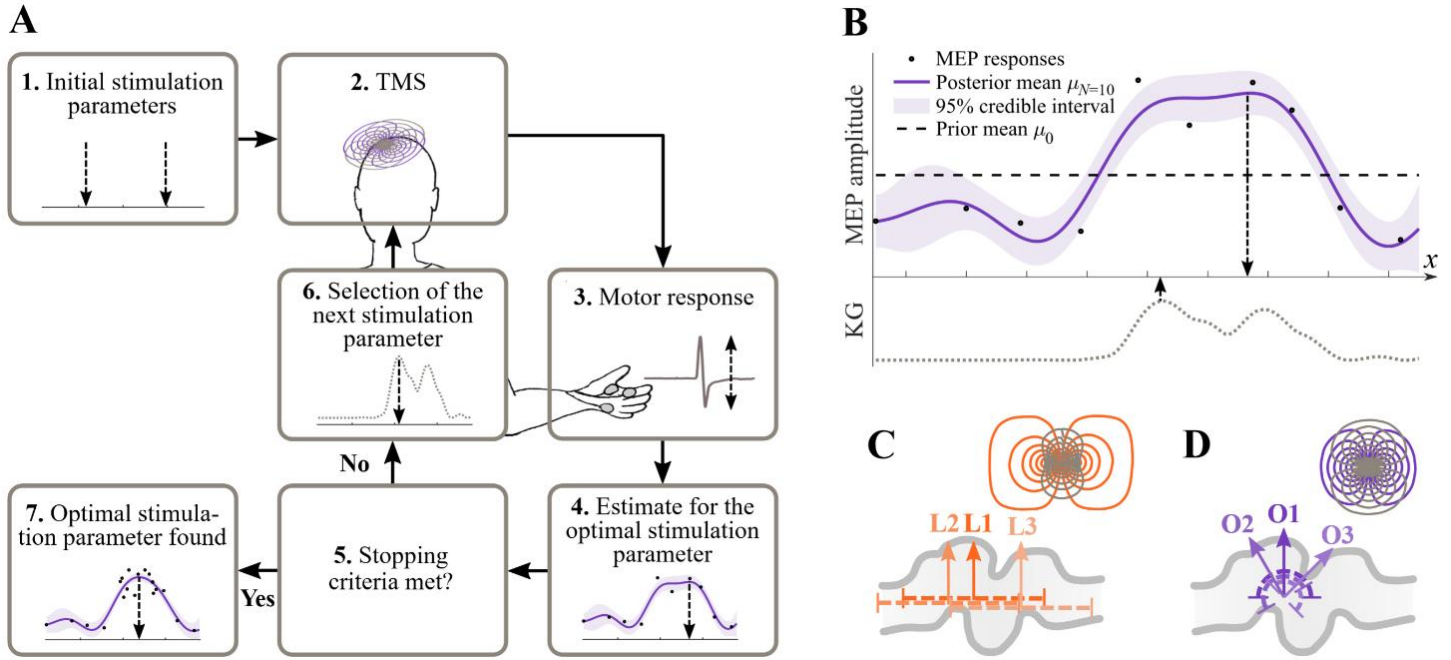 A
1. Initial stimulation
parameters
2. TMS
3. Motor response
6. Selection of the
next stimulation
parameter
No
4. Estimate for the
optimal stimulation
parameter
5. Stopping
criteria met?
Yes
7. Optimal stimula-
tion parameter found
B
MEP amplitude
MEP responses
Posterior mean μN=10
95% credible interval
Prior mean μ0
x
KG
C
L2 L1 L3
D
O2 O1 O3